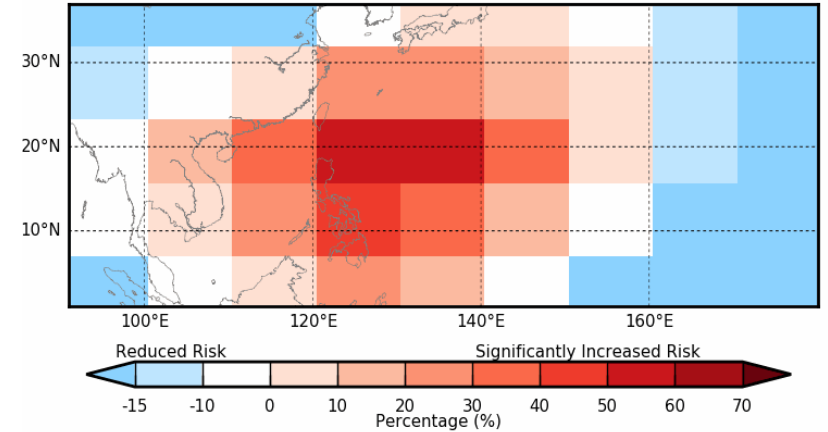 30°N
20°N
10°N
100°E 120°E 140°E 160°E
Reduced Risk Significantly Increased Risk
-15 -10 0 10 20 30 40 50 60 70
Percentage (%)